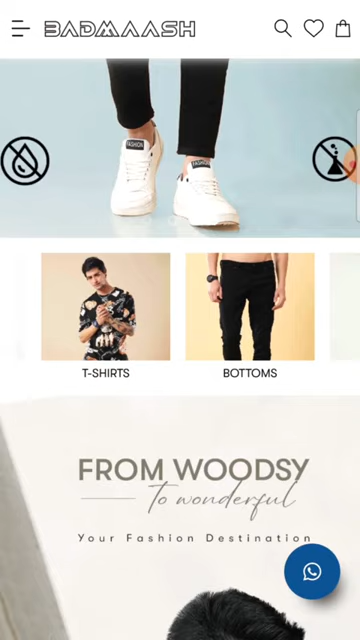 BADMAASH
FASHION
FASHION
T-SHIRTS
BOTTOMS
FROM WOODSY
to wonderful
Your Fashion Destination